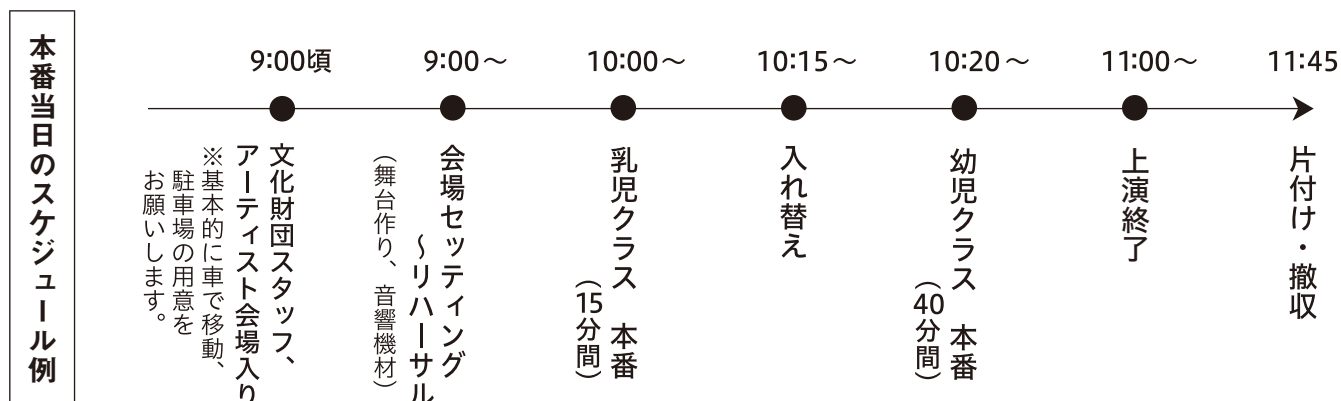 本番当日のスケジュール例
9:00頃
文化財団スタッフ、
アーティスト会場入り
※基本的に車で移動、
駐車場の用意を
お願いします。
9:00〜
会場セッティング
〜リハーサル
（舞台作り、音響機材）
10:00〜
乳児クラス 本番
（15分間）
10:15〜
入れ替え
10:20〜
幼児クラス 本番
（40分間）
11:00〜
上演終了
11:45
片付け・撤収